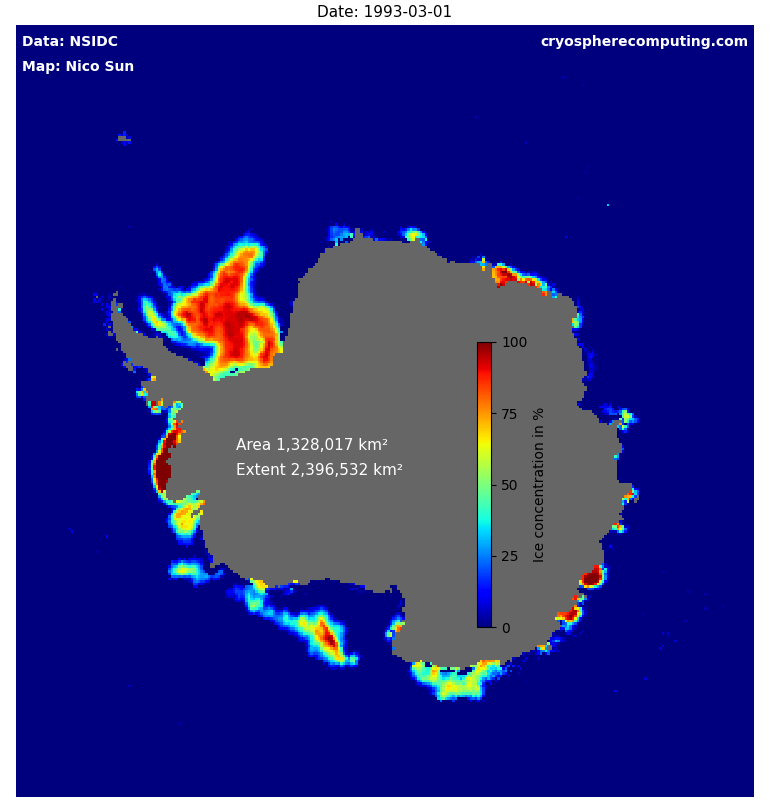 Date: 1993-03-01
Data: NSIDC
cryospherecomputing.com
Map: Nico Sun
Area 1,328,017 km²
Extent 2,396,532 km²
100
75
50
25
0
Ice concentration in %